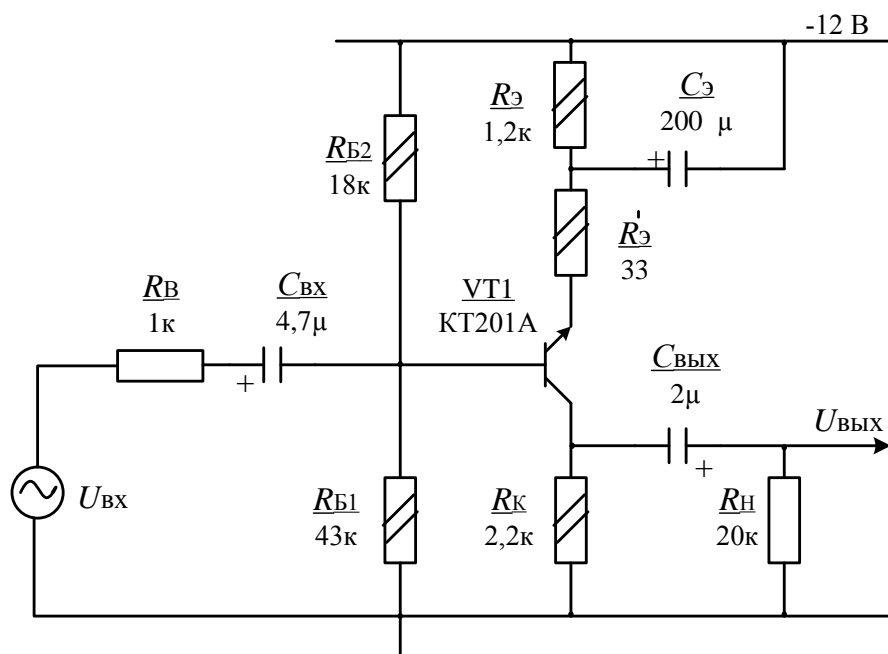 -12 В
RЭ
1,2к
CЭ
200 μ
+
RБ2
18к
R'Э
33
RВ
1к
CВХ
4,7μ
+
VT1
КТ201А
CВЫХ
2μ
+
UВЫХ
UВХ
RБ1
43к
RК
2,2к
RН
20к